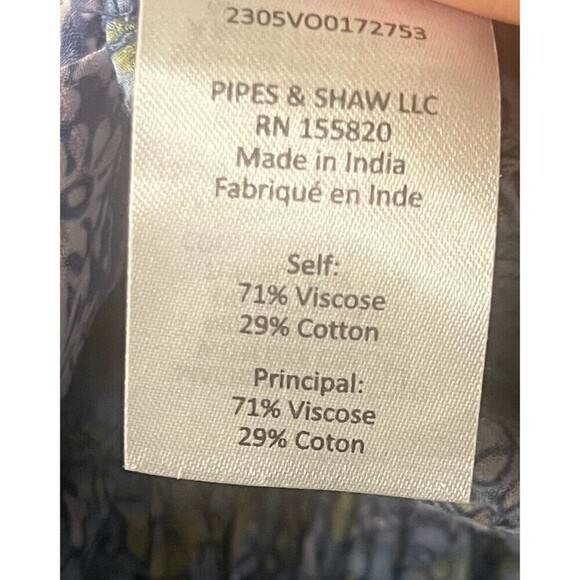 2305VO0172753
PIPES & SHAW LLC
RN 155820
Made in India
Fabriqué en Inde
Self:
71% Viscose
29% Cotton
Principal:
71% Viscose
29% Coton